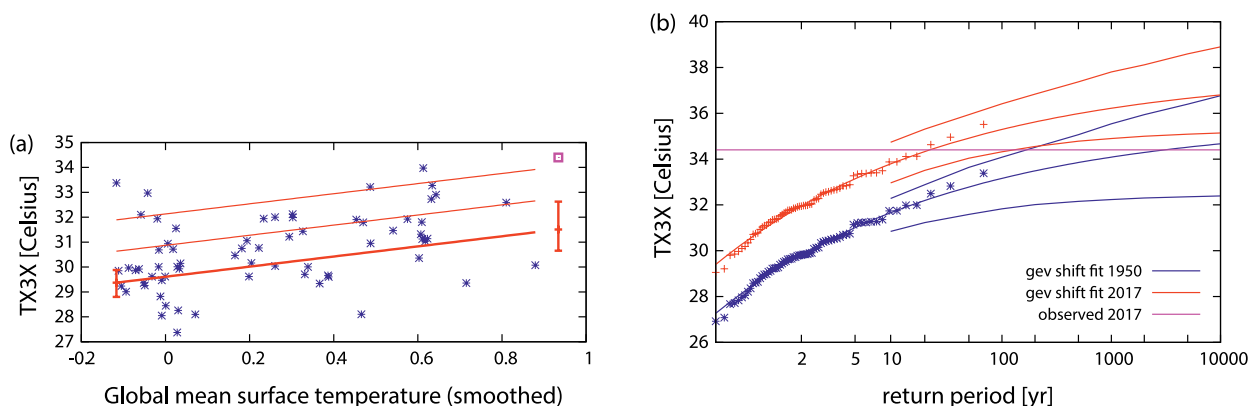 (a)
TX3X [Celsius]
35
34
33
32
31
30
29
28
27
-0.2 0 0.2 0.4 0.6 0.8 1
Global mean surface temperature (smoothed)
(b)
TX3X [Celsius]
40
38
36
34
32
30
28
26
gev shift fit 1950
gev shift fit 2017
observed 2017
2 5 10 100 1000 10000
return period [yr]